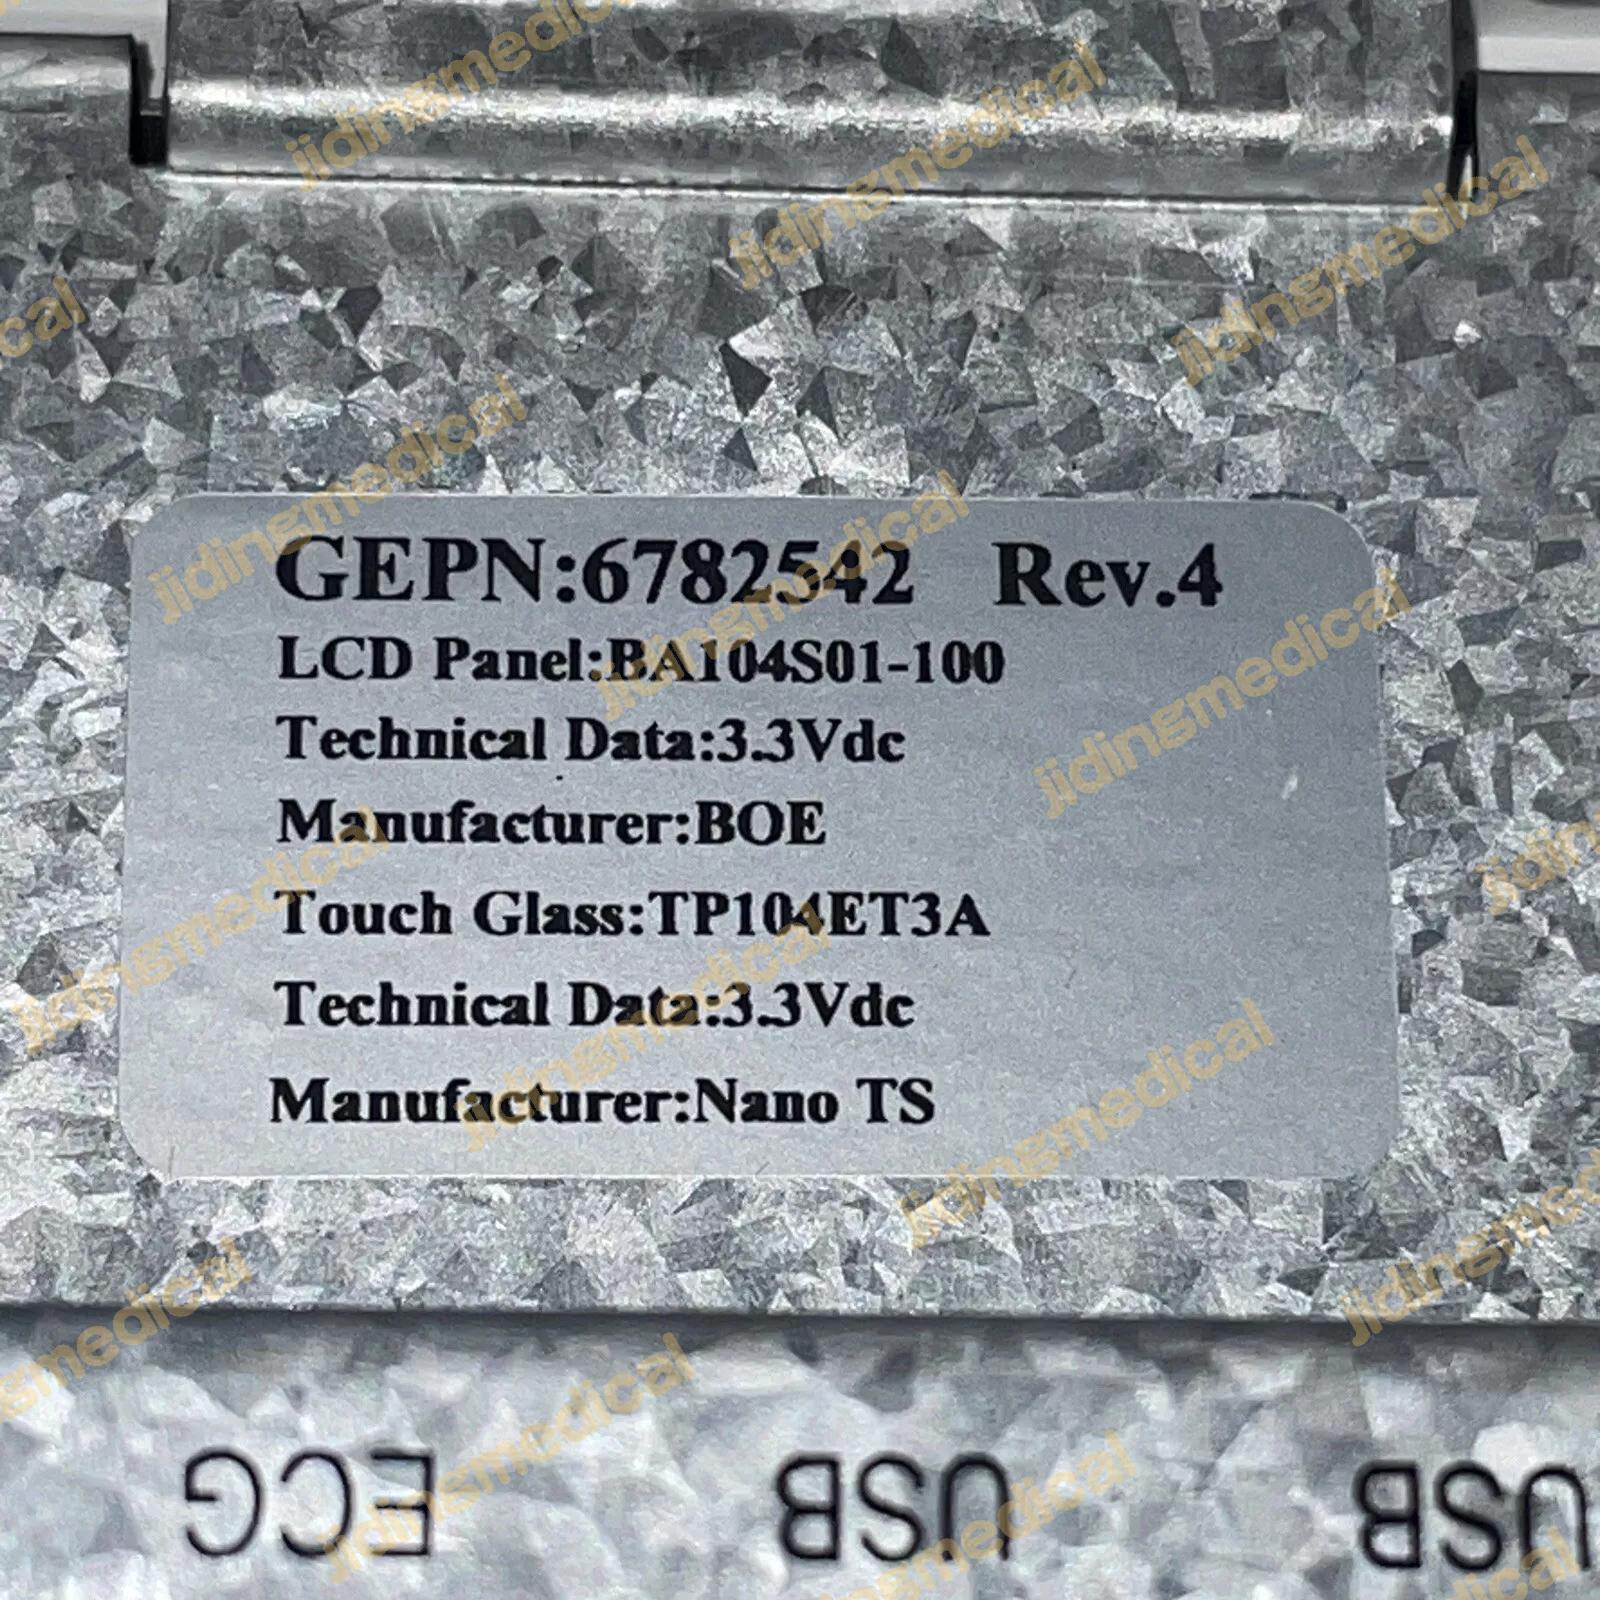 GEPN:6782542 Rev.4
LCD Panel:BA104S01-100
Technical Data:3.3Vdc
Manufacturer:BOE
Touch Glass:TP104ET3A
Technical Data:3.3Vdc
Manufacturer:Nano TS
ECG USB USB
jidingmedical